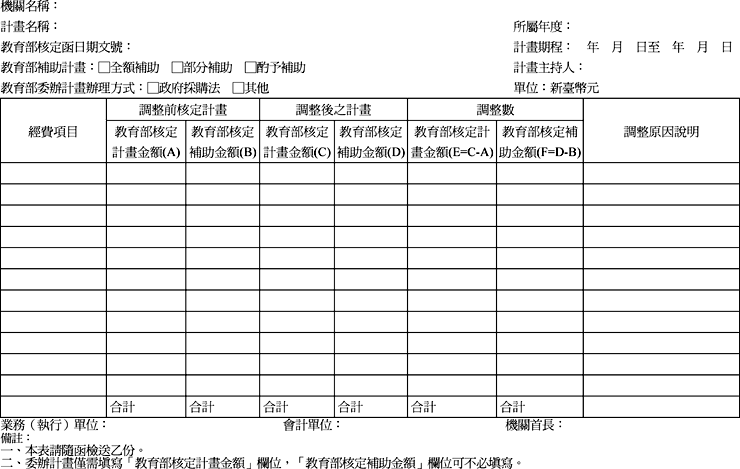 機關名稱：
計畫名稱：
所屬年度：
教育部核定函日期文號：
計畫期程： 年 月 日至 年 月 日
教育部補助計畫：□全額補助 □部分補助 □酌予補助
計畫主持人：
教育部委辦計畫辦理方式：□政府採購法 □其他
單位：新臺幣元
經費項目
調整前核定計畫
調整後之計畫
調整數
調整原因說明
教育部核定
計畫金額(A)
教育部核定
補助金額(B)
教育部核定
計畫金額(C)
教育部核定
補助金額(D)
教育部核定計
畫金額(E=C-A)
教育部核定補
助金額(F=D-B)
合計 合計 合計 合計 合計 合計
業務（執行）單位： 會計單位： 機關首長：
備註：
一、本表請隨函檢送乙份。
二、委辦計畫僅需填寫「教育部核定計畫金額」欄位，「教育部核定補助金額」欄位可不必填寫。